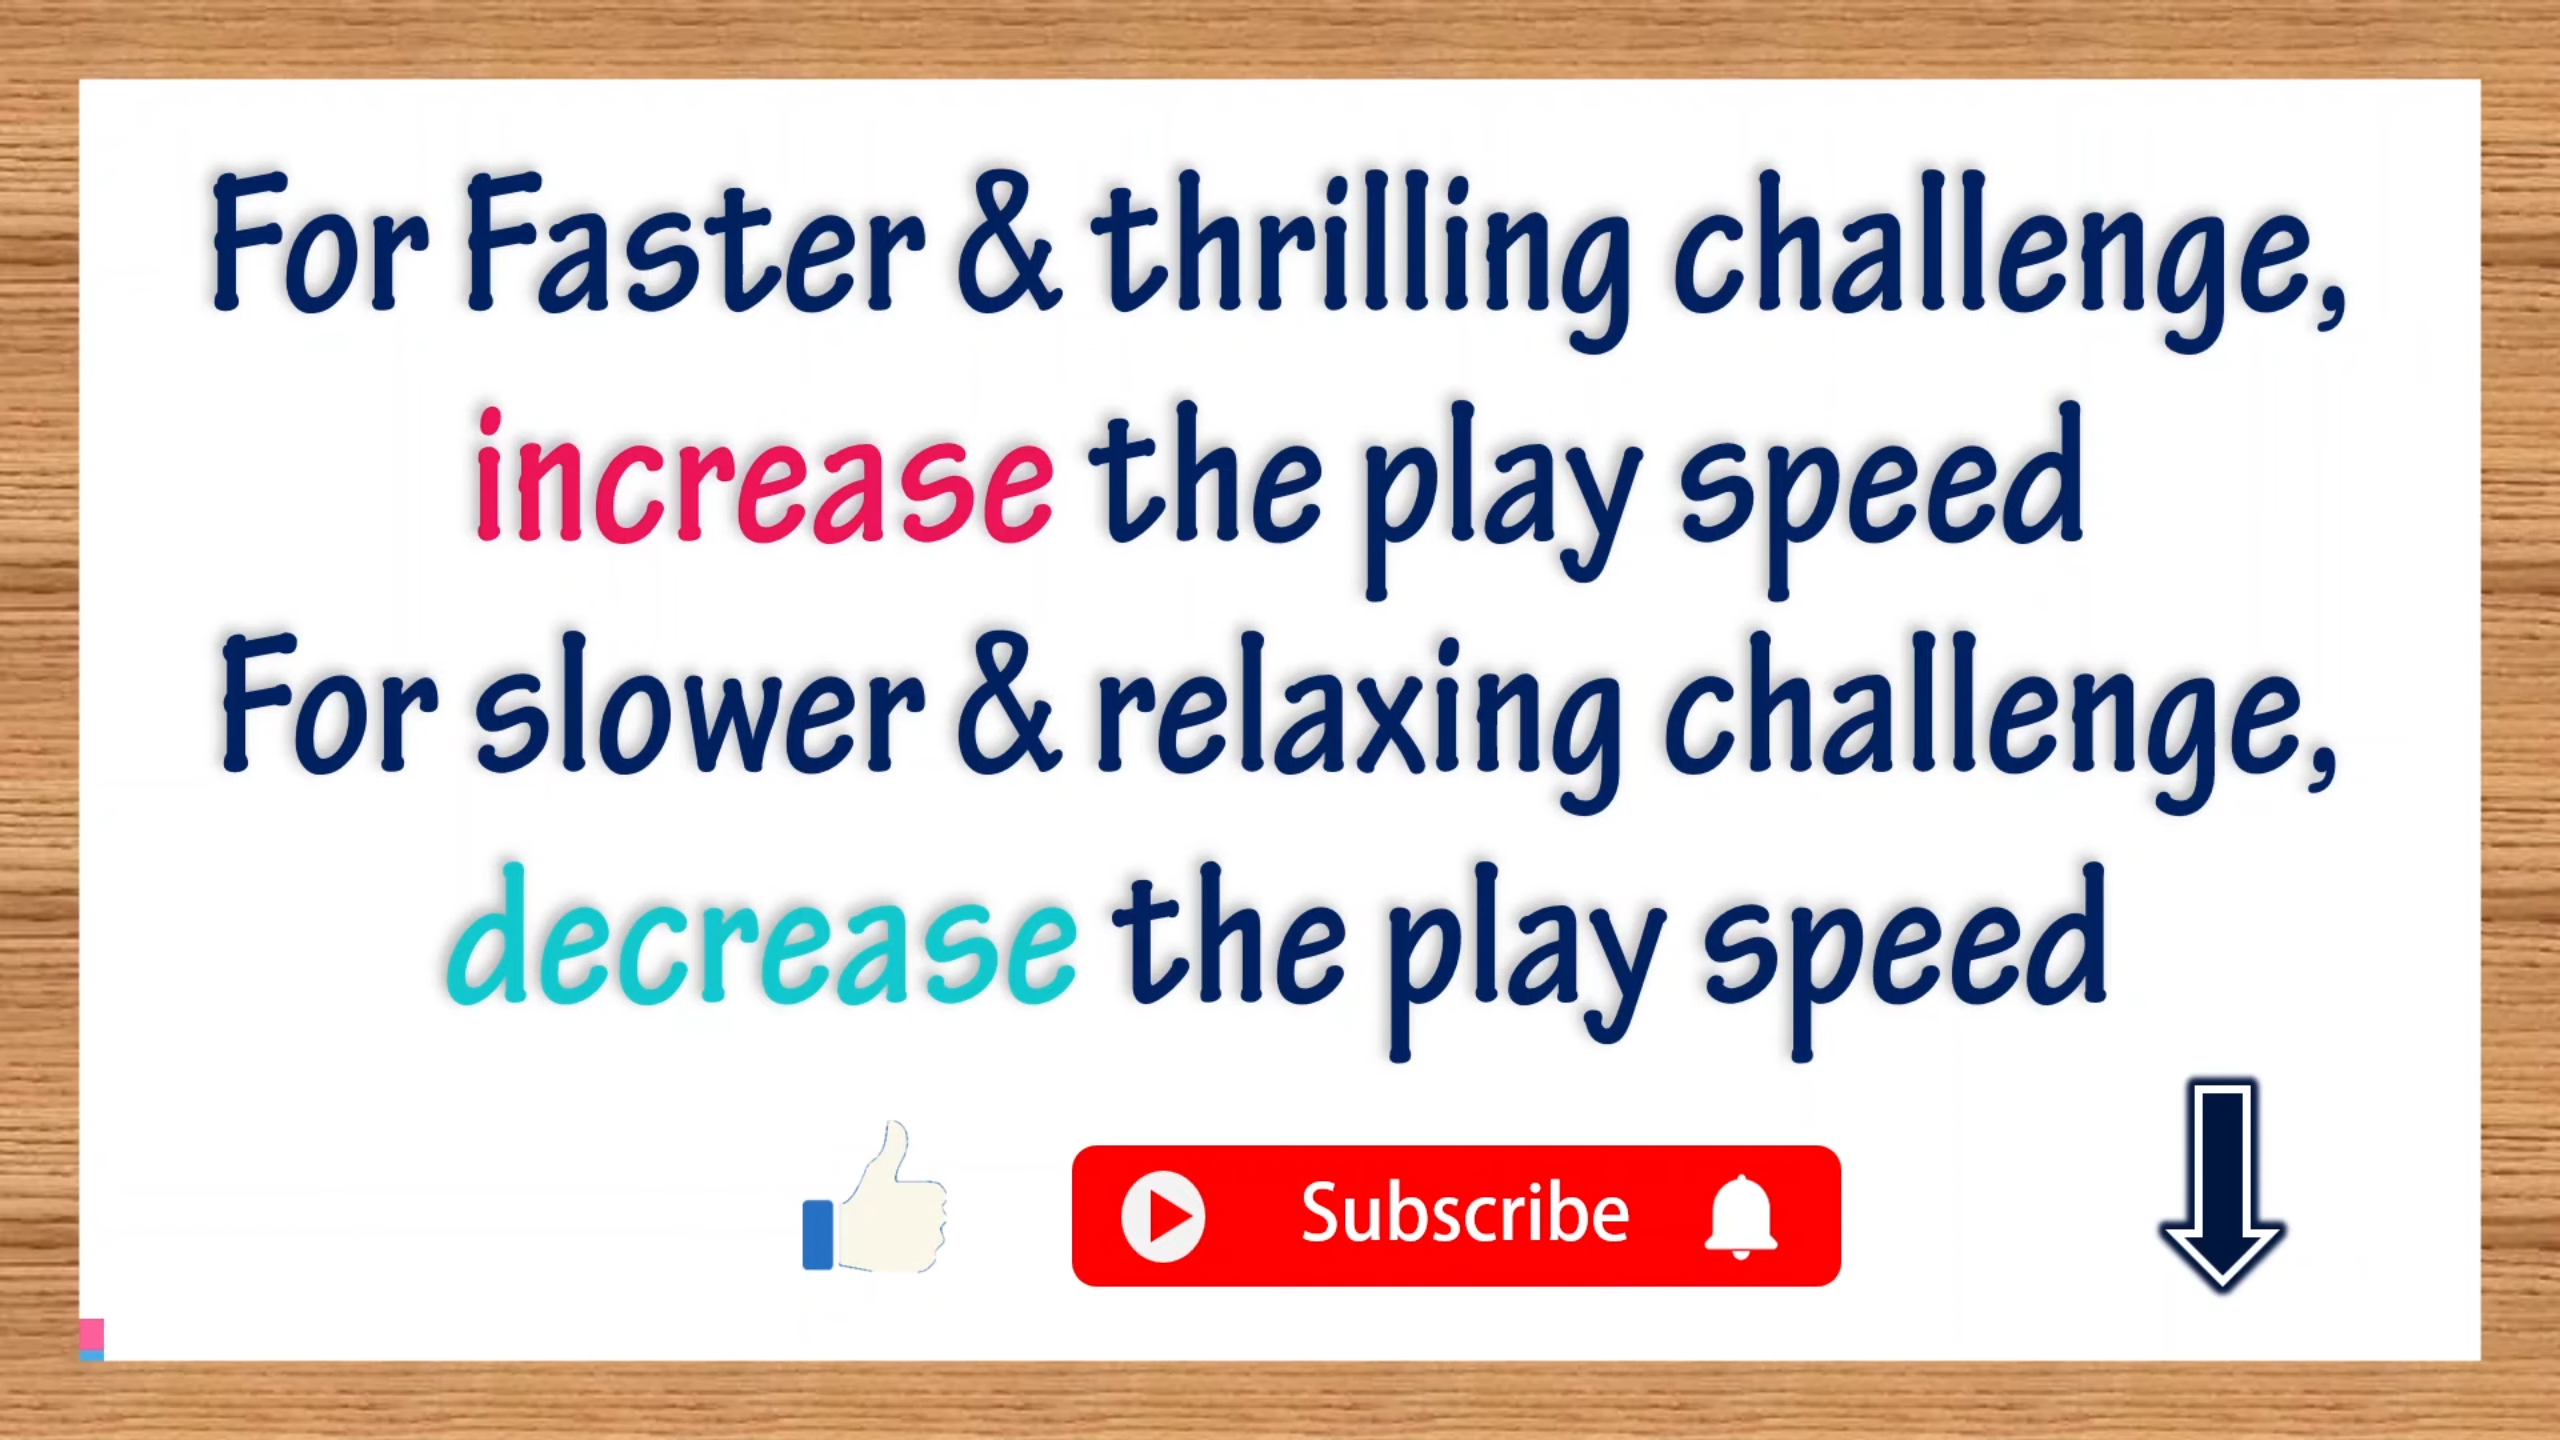 For Faster & thrilling challenge,
increase the play speed
For slower & relaxing challenge,
decrease the play speed
Subscribe